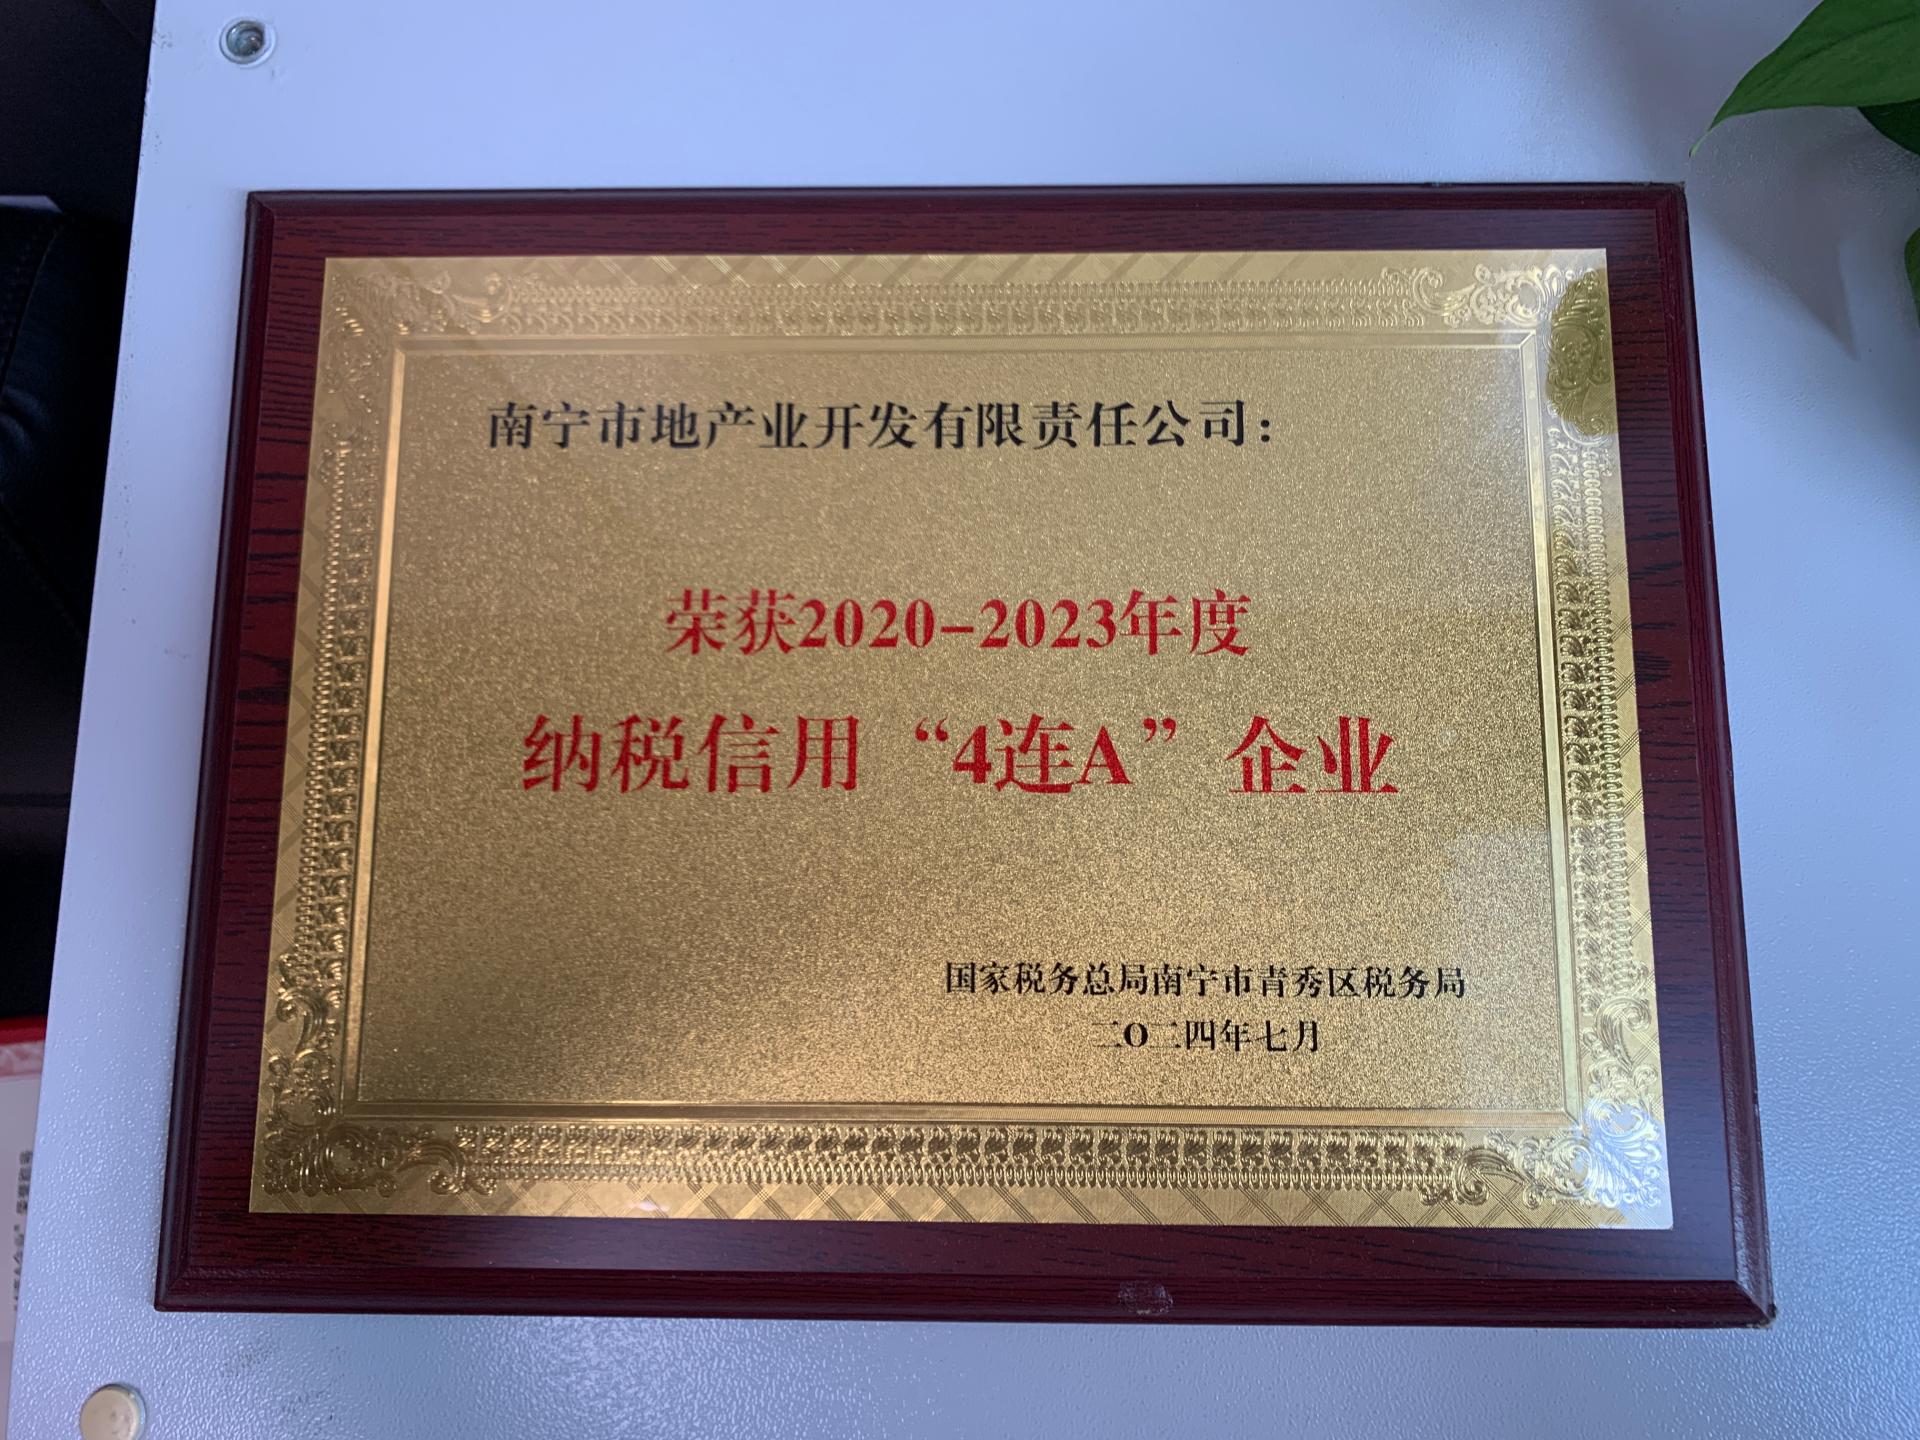 南宁市地产业开发有限责任公司：
荣获2020-2023年度
纳税信用“4连A”企业
国家税务总局南宁市青秀区税务局
二O二四年七月